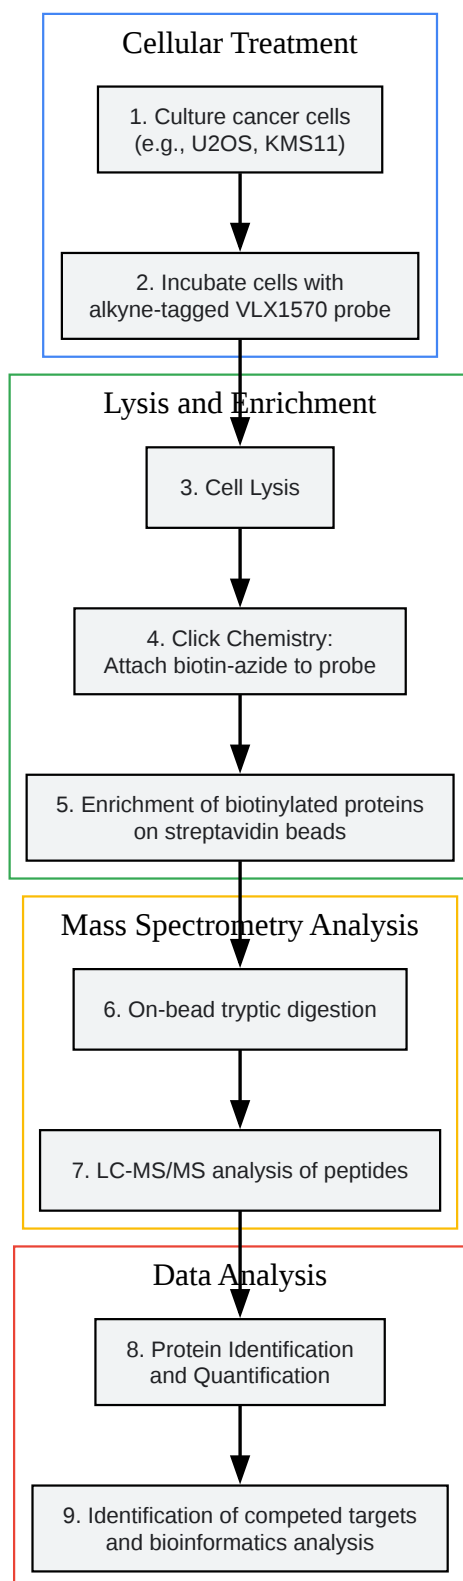 Cellular Treatment
1. Culture cancer cells
(e.g., U2OS, KMS11)
2. Incubate cells with
alkyne-tagged VLX1570 probe
Lysis and Enrichment
3. Cell Lysis
4. Click Chemistry:
Attach biotin-azide to probe
5. Enrichment of biotinylated proteins
on streptavidin beads
Mass Spectrometry Analysis
6. On-bead tryptic digestion
7. LC-MS/MS analysis of peptides
Data Analysis
8. Protein Identification
and Quantification
9. Identification of competed targets
and bioinformatics analysis